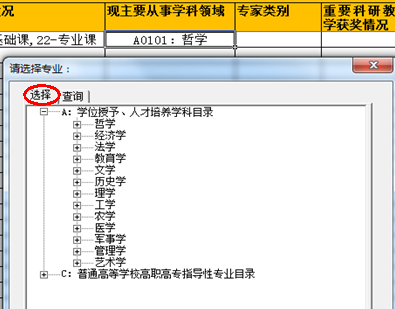 况 现主要从事学科领域 专家类别 重要科研教
学获奖情况
基础课,22-专业课 A0101：哲学
请选择专业：
选择 查询
A：学位授予、人才培养学科目录
哲学
经济学
法学
教育学
文学
历史学
理学
工学
农学
医学
军事学
管理学
艺术学
C：普通高等学校高职高专指导性专业目录